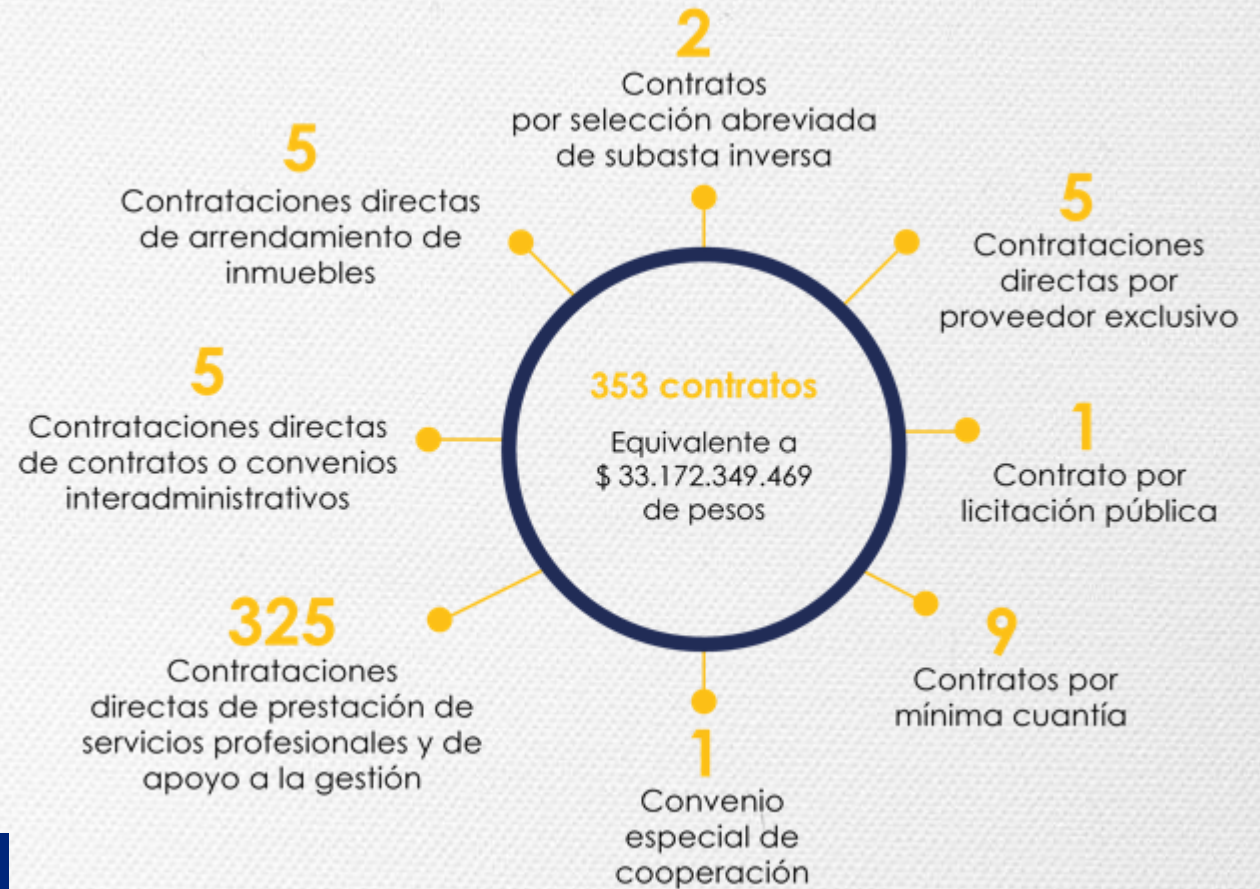 2
Contratos
por selección abreviada
de subasta inversa
5
Contrataciones
directas por
proveedor exclusivo
1
Contrato por
licitación pública
9
Contratos por
mínima cuantía
1
Convenio
especial de
cooperación
325
Contrataciones
directas de prestación de
servicios profesionales y de
apoyo a la gestión
5
Contrataciones directas
de contratos o convenios
interadministrativos
5
Contrataciones directas
de arrendamiento de
inmuebles
353 contratos
Equivalente a
$ 33.172.349.469
de pesos